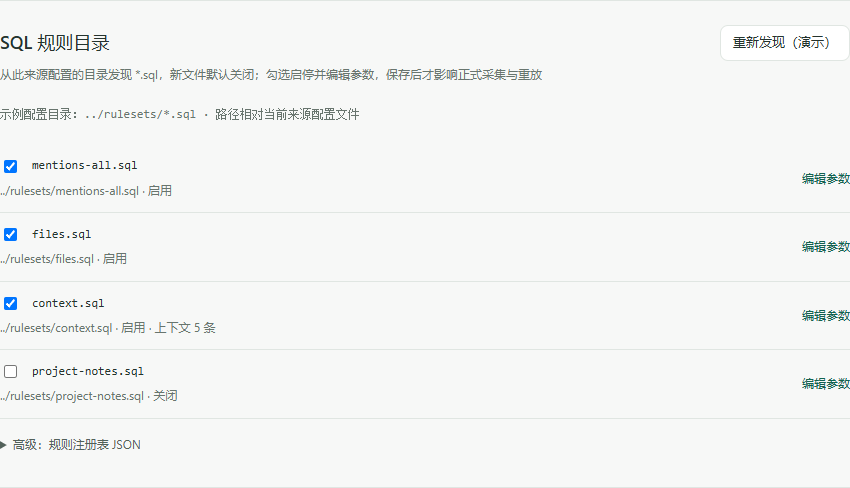 SQL 规则目录
重新发现（演示）
从此来源配置的目录发现 *.sql，新文件默认关闭；勾选启停并编辑参数，保存后才影响正式采集与重放
示例配置目录：../rulesets/*.sql · 路径相对当前来源配置文件
mentions-all.sql
../rulesets/mentions-all.sql · 启用
编辑参数
files.sql
../rulesets/files.sql · 启用
编辑参数
context.sql
../rulesets/context.sql · 启用 · 上下文 5 条
编辑参数
project-notes.sql
../rulesets/project-notes.sql · 关闭
编辑参数
高级：规则注册表 JSON